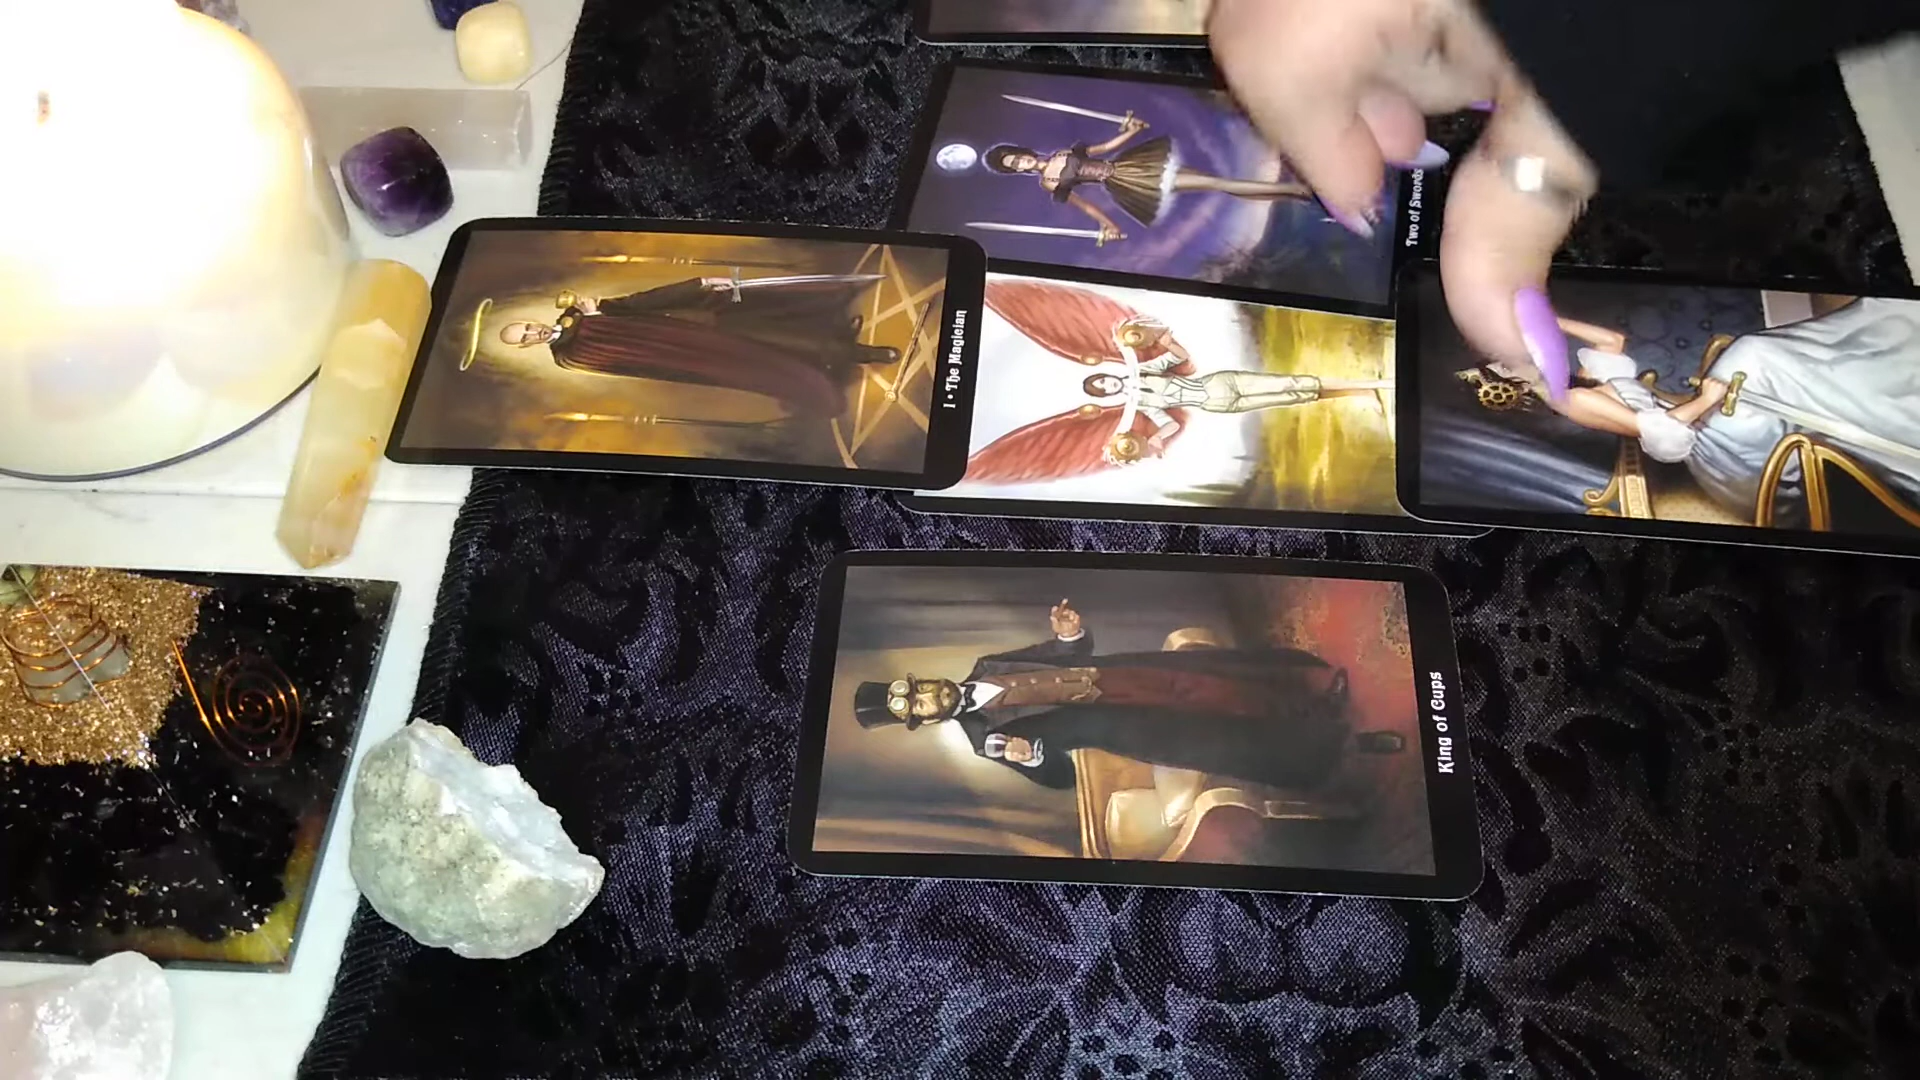 Two of Swords
I • The Magician
King of Cups